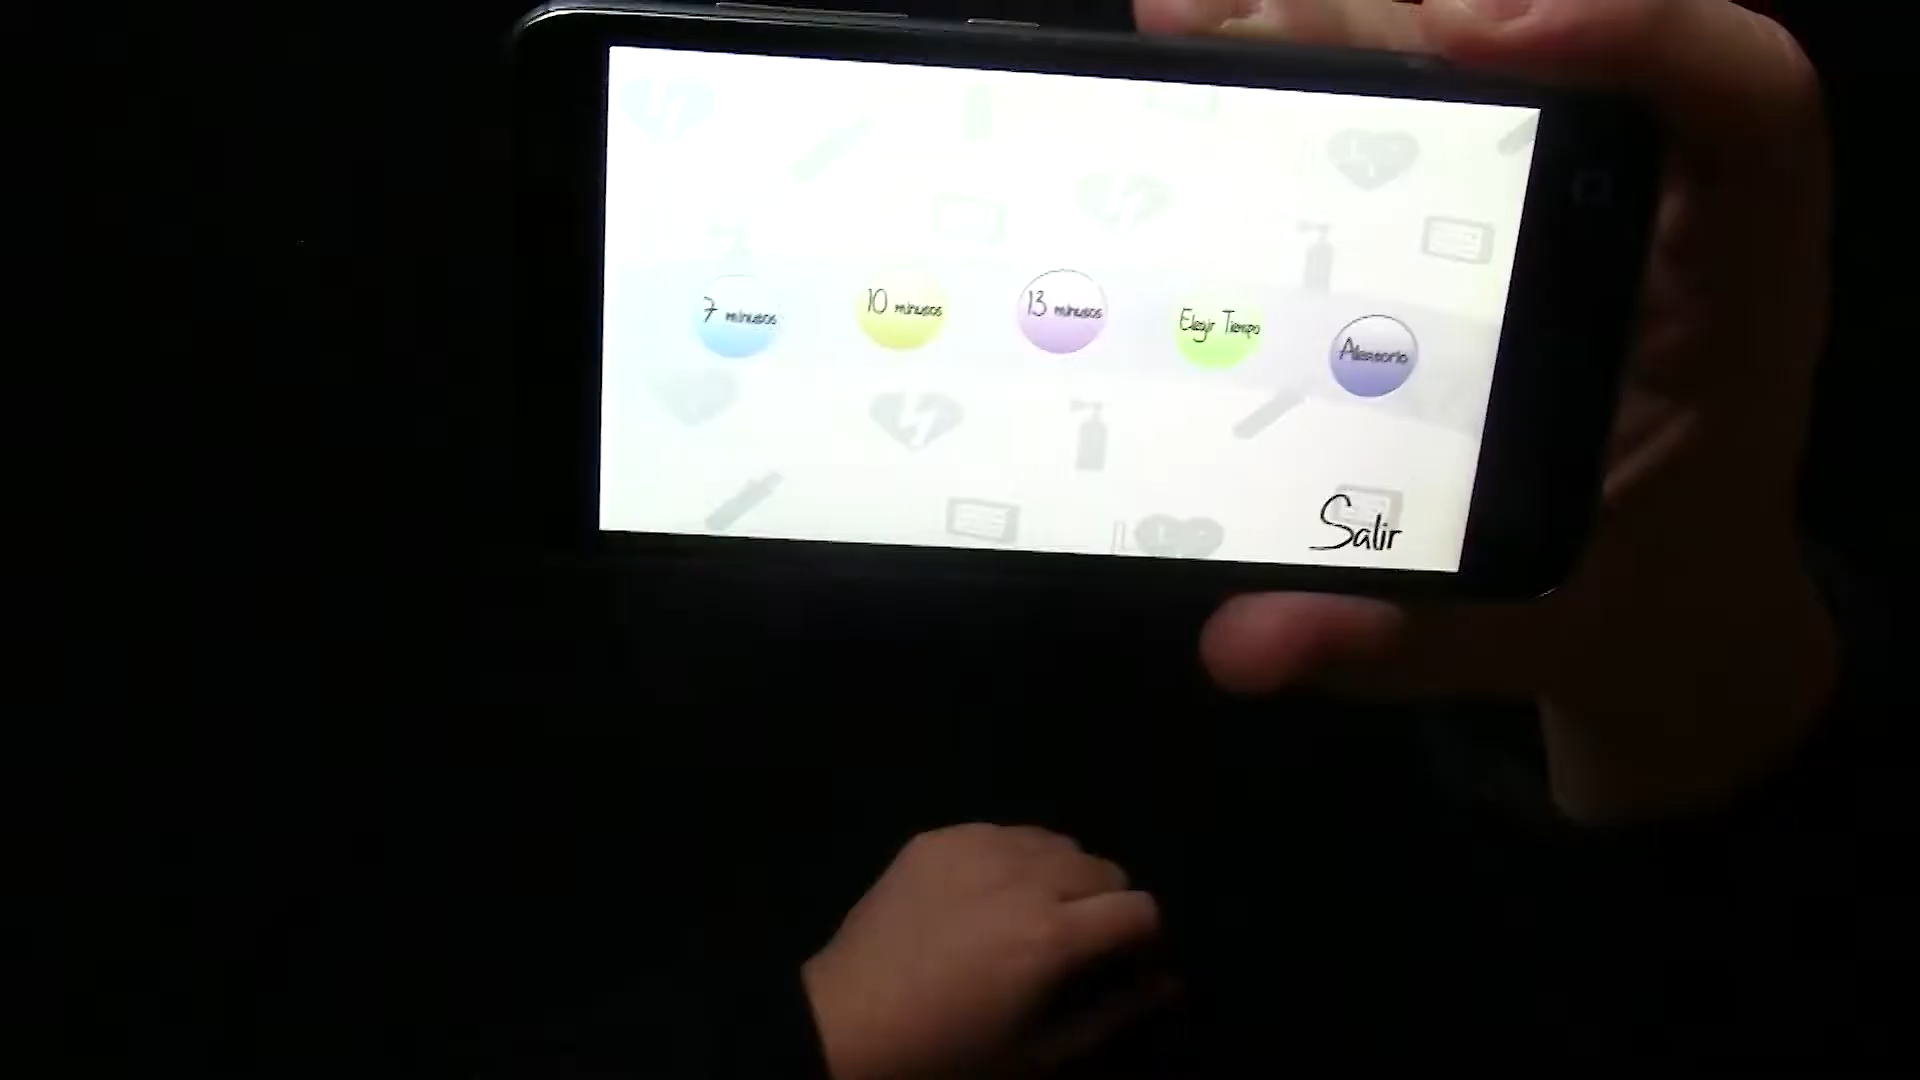 7 minutos
10 minutos
13 minutos
Elegir Tiempo
Aleatorio
Salir